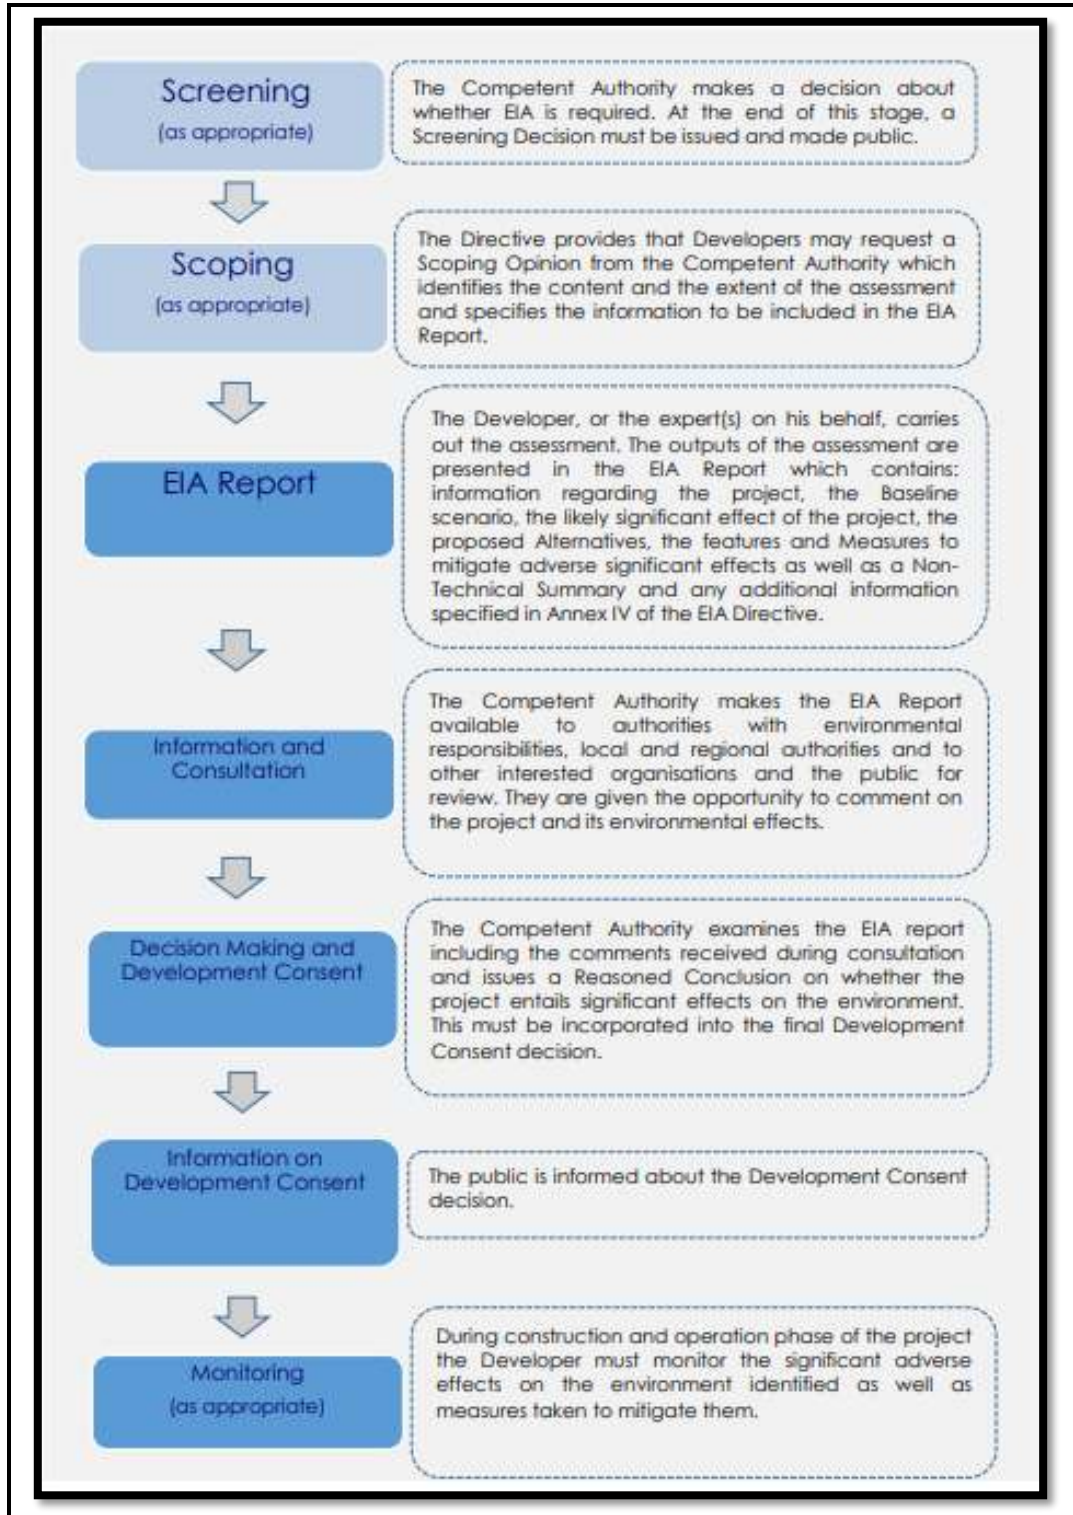 Screening
(as appropriate)
The Competent Authority makes a decision about
whether EIA is required. At the end of this stage, a
Screening Decision must be issued and made public.
Scoping
(as appropriate)
The Directive provides that Developers may request a
Scoping Opinion from the Competent Authority which
identifies the content and the extent of the assessment
and specifies the information to be included in the EIA
Report.
EIA Report
The Developer, or the expert(s) on his behalf, carries
out the assessment. The outputs of the assessment are
presented in the EIA Report which contains:
information regarding the project, the Baseline
scenario, the likely significant effect of the project, the
proposed Alternatives, the features and Measures to
mitigate adverse significant effects as well as a Non-
Technical Summary and any additional information
specified in Annex IV of the EIA Directive.
Information and
Consultation
The Competent Authority makes the EIA Report
available to authorities with environmental
responsibilities, local and regional authorities and to
other interested organisations and the public for
review. They are given the opportunity to comment on
the project and its environmental effects.
Decision Making and
Development Consent
The Competent Authority examines the EIA report
including the comments received during consultation
and issues a Reasoned Conclusion on whether the
project entails significant effects on the environment.
This must be incorporated into the final Development
Consent decision.
Information on
Development Consent
The public is informed about the Development Consent
decision.
Monitoring
(as appropriate)
During construction and operation phase of the project
the Developer must monitor the significant adverse
effects on the environment identified as well as
measures taken to mitigate them.